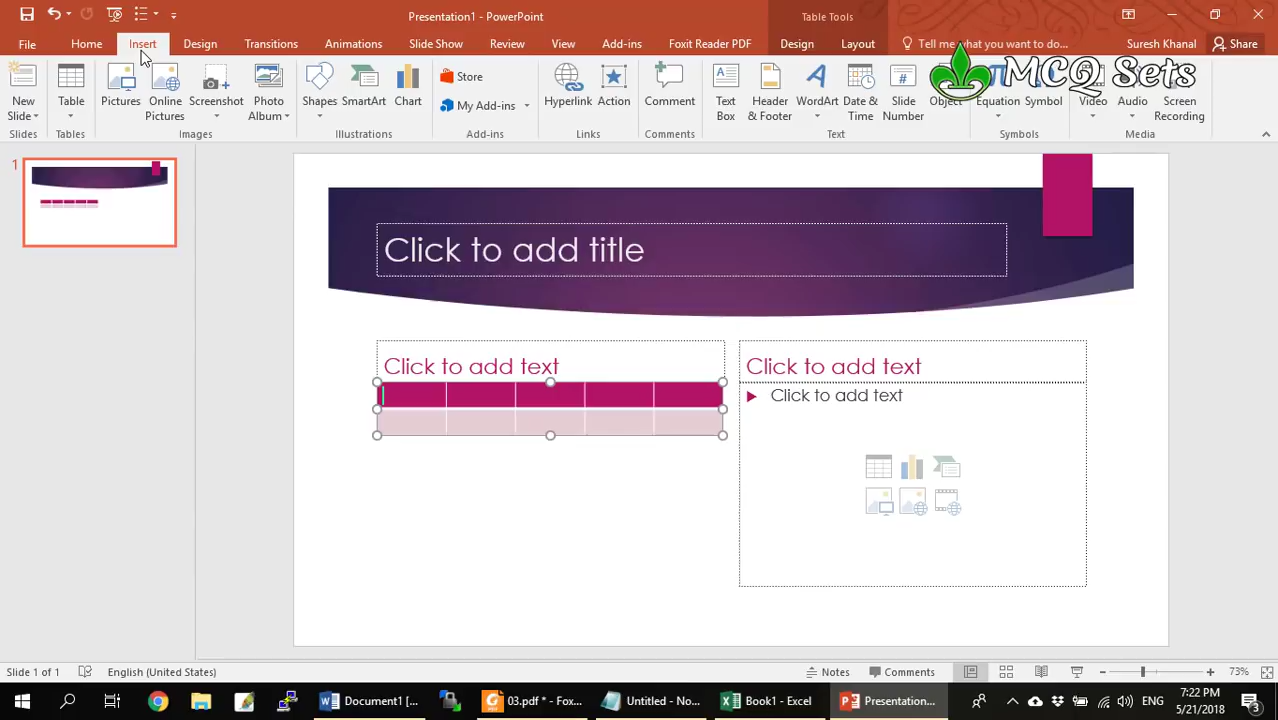 Presentation1 - PowerPoint
Table Tools
File
Home
Insert
Design
Transitions
Animations
Slide Show
Review
View
Add-ins
Foxit Reader PDF
Design
Layout
Tell me what you want to do...
Suresh Khanal
Share
MCQ Sets
New Slide
Table
Pictures
Online Pictures
Screenshot
Photo Album
Shapes
SmartArt
Chart
Store
My Add-ins
Hyperlink
Action
Comment
Text Box
Header & Footer
WordArt
Date & Time
Slide Number
Object
Equation
Symbol
Video
Audio
Screen Recording
Slides
Tables
Images
Illustrations
Add-ins
Links
Comments
Text
Symbols
Media
1
Click to add title
Click to add text
Click to add text
Click to add text
Slide 1 of 1
English (United States)
Notes
Comments
73%
Document1 [...
03.pdf * - Fox...
Untitled - No...
Book1 - Excel
Presentation...
ENG
7:22 PM
5/21/2018
3